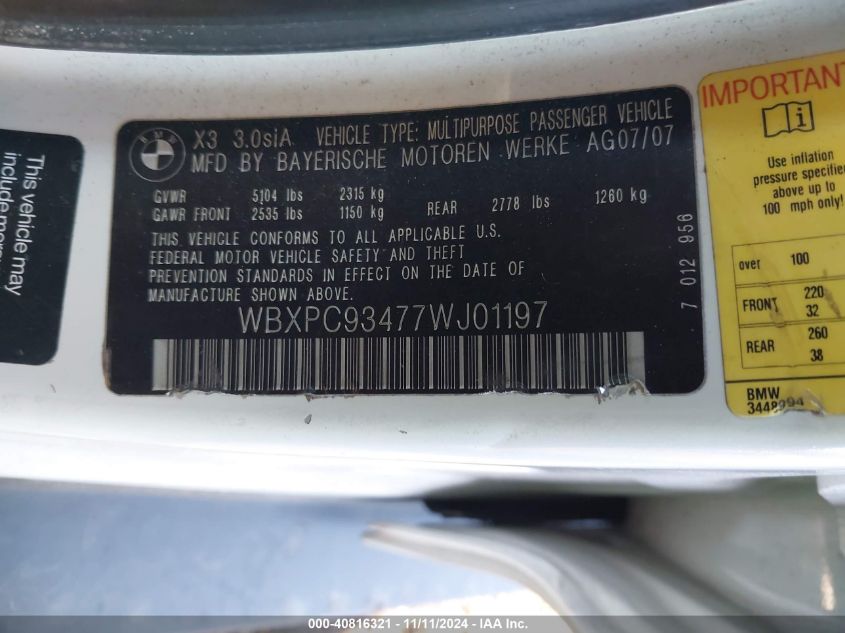 This vehicle may
X3 3.0siA VEHICLE TYPE: MULTIPURPOSE PASSENGER VEHICLE
MFD BY BAYERISCHE MOTOREN WERKE AG07/07
GVWR 5104 lbs 2315 kg
GAWR FRONT 2535 lbs 1150 kg REAR 2778 lbs 1260 kg
THIS VEHICLE CONFORMS TO ALL APPLICABLE U.S.
FEDERAL MOTOR VEHICLE SAFETY AND THEFT
PREVENTION STANDARDS IN EFFECT ON THE DATE OF
MANUFACTURE SHOWN ABOVE.
WBXPC93477WJ01197
7 012 956
IMPORTANT
Use inflation
pressure specified
above up to
100 mph only!
over 100
FRONT 220
32
REAR 260
38
BMW
000-40816321 - 11/11/2024 - IAA Inc.